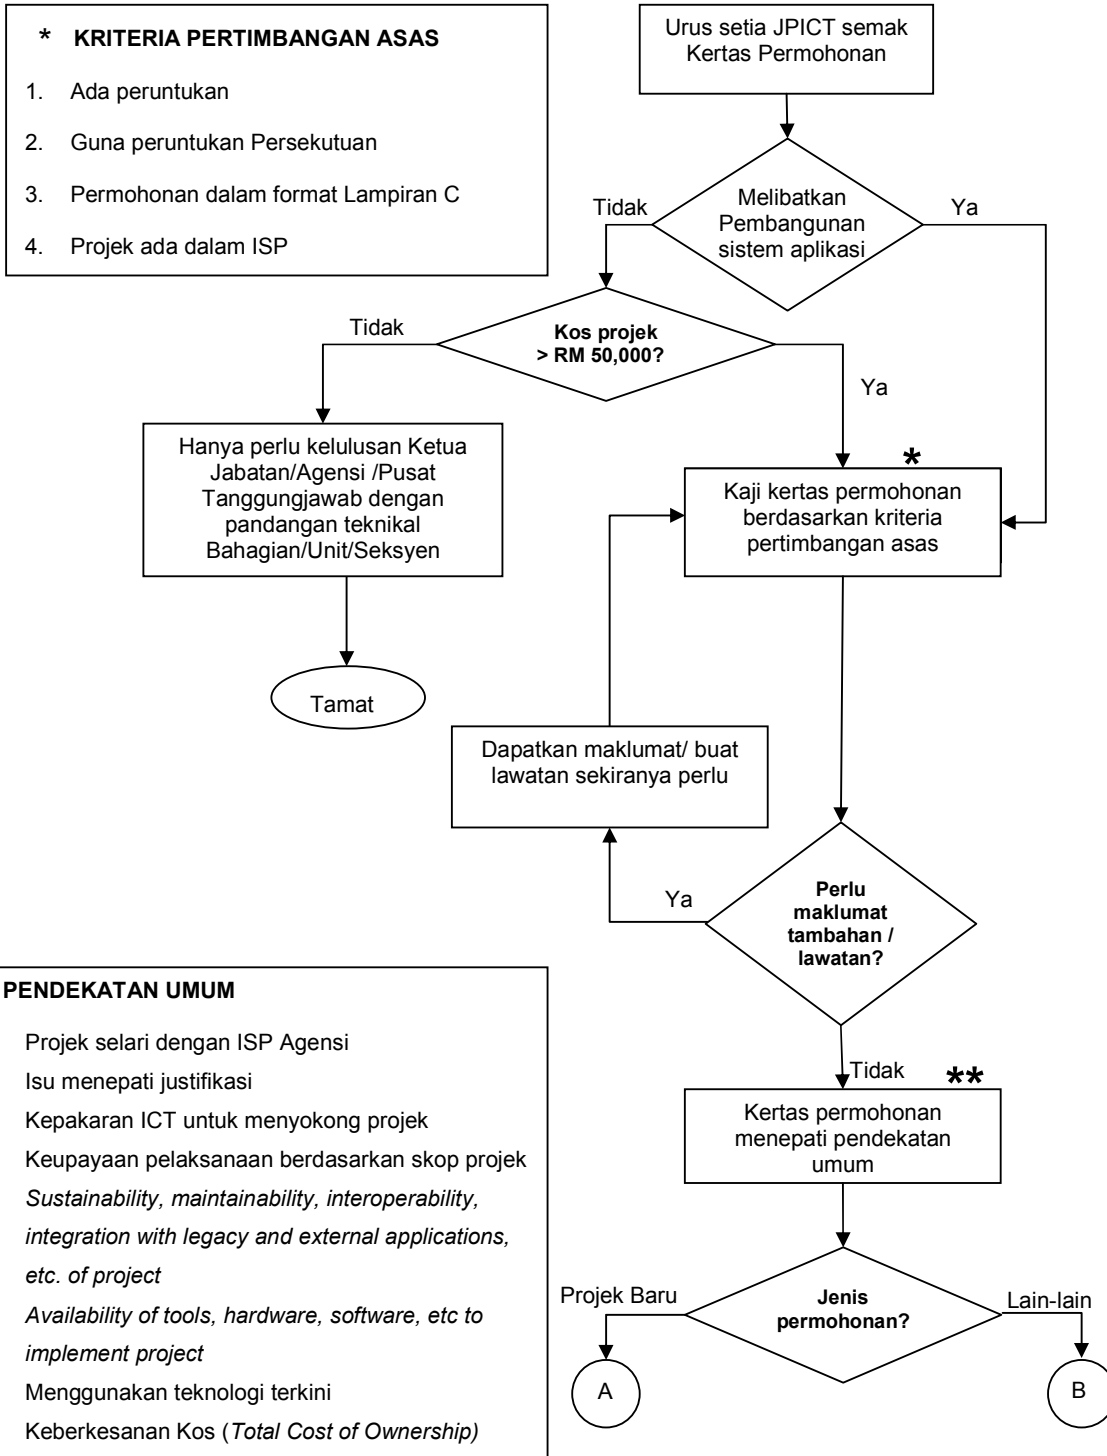 * KRITERIA PERTIMBANGAN ASAS
1. Ada peruntukan
2. Guna peruntukan Persekutuan
3. Permohonan dalam format Lampiran C
4. Projek ada dalam ISP
Urus setia JPICT semak
Kertas Permohonan
Melibatkan
Pembangunan
sistem aplikasi
Tidak
Ya
Kos projek
> RM 50,000?
Tidak
Ya
Hanya perlu kelulusan Ketua
Jabatan/Agensi /Pusat
Tanggungjawab dengan
pandangan teknikal
Bahagian/Unit/Seksyen
Tamat
*
Kaji kertas permohonan
berdasarkan kriteria
pertimbangan asas
Dapatkan maklumat/ buat
lawatan sekiranya perlu
Ya
Perlu
maklumat
tambahan /
lawatan?
Tidak
**
Kertas permohonan
menepati pendekatan
umum
Jenis
permohonan?
Projek Baru
Lain-lain
A
B
PENDEKATAN UMUM
Projek selari dengan ISP Agensi
Isu menepati justifikasi
Kepakaran ICT untuk menyokong projek
Keupayaan pelaksanaan berdasarkan skop projek
Sustainability, maintainability, interoperability,
integration with legacy and external applications,
etc. of project
Availability of tools, hardware, software, etc to
implement project
Menggunakan teknologi terkini
Keberkesanan Kos (Total Cost of Ownership)